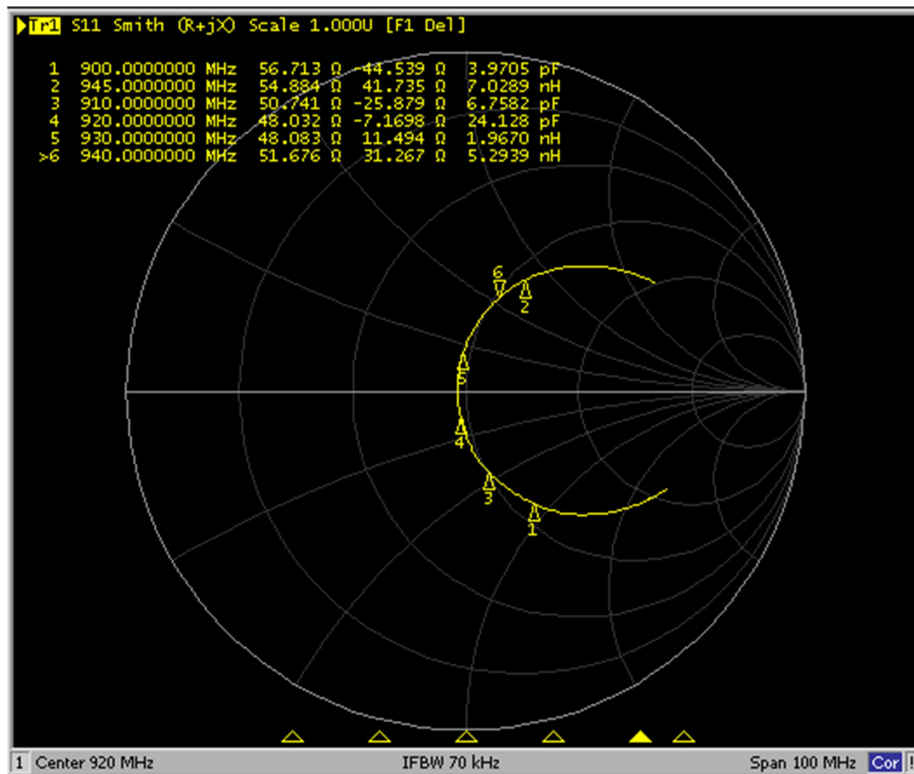 Tr1 S11 Smith (R+jX) Scale 1.000U [F1 Del]
1 900.0000000 MHz 56.713 Ω -44.539 Ω 3.9705 pF
2 945.0000000 MHz 54.884 Ω 41.735 Ω 7.0289 nH
3 910.0000000 MHz 50.741 Ω -25.879 Ω 6.7582 pF
4 920.0000000 MHz 48.032 Ω -7.1698 Ω 24.128 pF
5 930.0000000 MHz 48.083 Ω 11.494 Ω 1.9670 nH
>6 940.0000000 MHz 51.676 Ω 31.267 Ω 5.2939 nH
6
2
5
4
3
1
1 Center 920 MHz IFBW 70 kHz Span 100 MHz Cor !